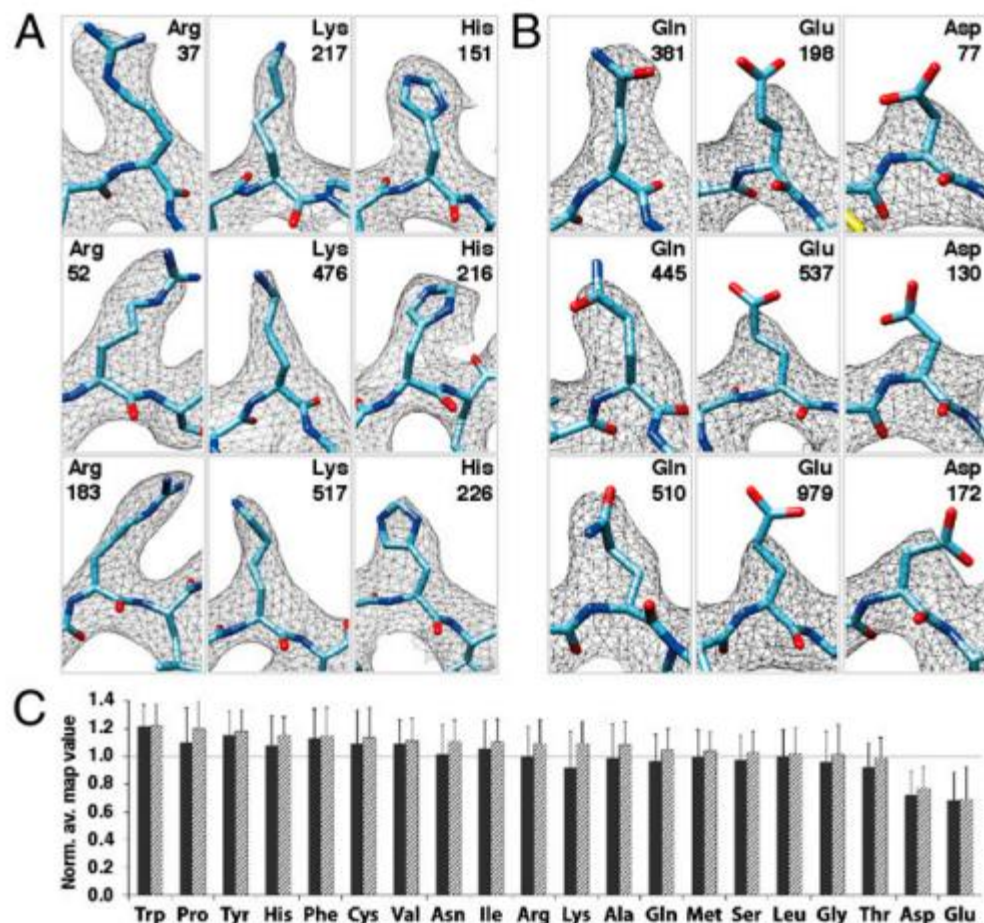 A
Arg
37
Lys
217
His
151
B
Gln
381
Glu
198
Asp
77
Arg
52
Lys
476
His
216
Gln
445
Glu
537
Asp
130
Arg
183
Lys
517
His
226
Gln
510
Glu
979
Asp
172
C
Norm. av. map value
1.4
1.2
1.0
0.8
0.6
0.4
0.2
0.0
Trp Pro Tyr His Phe Cys Val Asn Ile Arg Lys Ala Gln Met Ser Leu Gly Thr Asp Glu